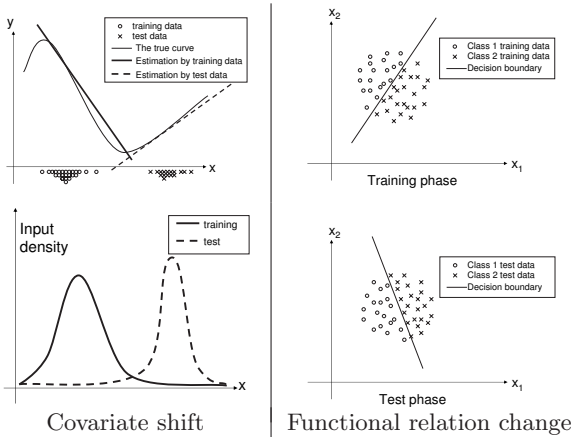 y
training data
test data
The true curve
Estimation by training data
Estimation by test data
x
Input
density
training
test
x
Covariate shift
x2
Class 1 training data
Class 2 training data
Decision boundary
x1
Training phase
x2
Class 1 test data
Class 2 test data
Decision boundary
x1
Test phase
Functional relation change